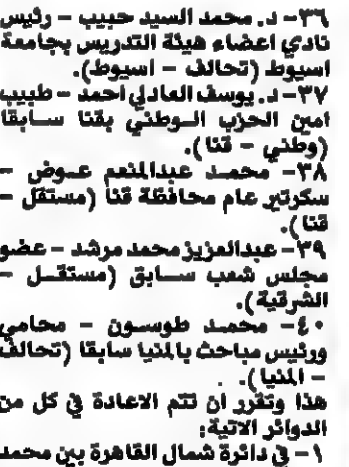 ٣٦- د. محمد السيد حبيب - رئيس
نادي اعضاء هيئة التدريس بجامعة
اسيوط (تحالف - اسيوط).
٣٧- د. يوسف العادلي احمد - طبيب
امين الحزب الوطني بقنا سابقا
(وطني - قنا).
٣٨- محمد عبدالمنعم عوض -
سكرتير عام محافظة قنا (مستقل -
قنا).
٣٩- عبدالعزيز محمد مرشد - عضو
مجلس شعب سابق (مستقل -
الشرقية).
٤٠- محمد طوسون - محامي
ورئيس مباحث بالمنيا سابقا (تحالف
- المنيا).
هذا وتقرر ان تتم الاعادة في كل من
الدوائر الاتية:
١- في دائرة شمال القاهرة بين محمد